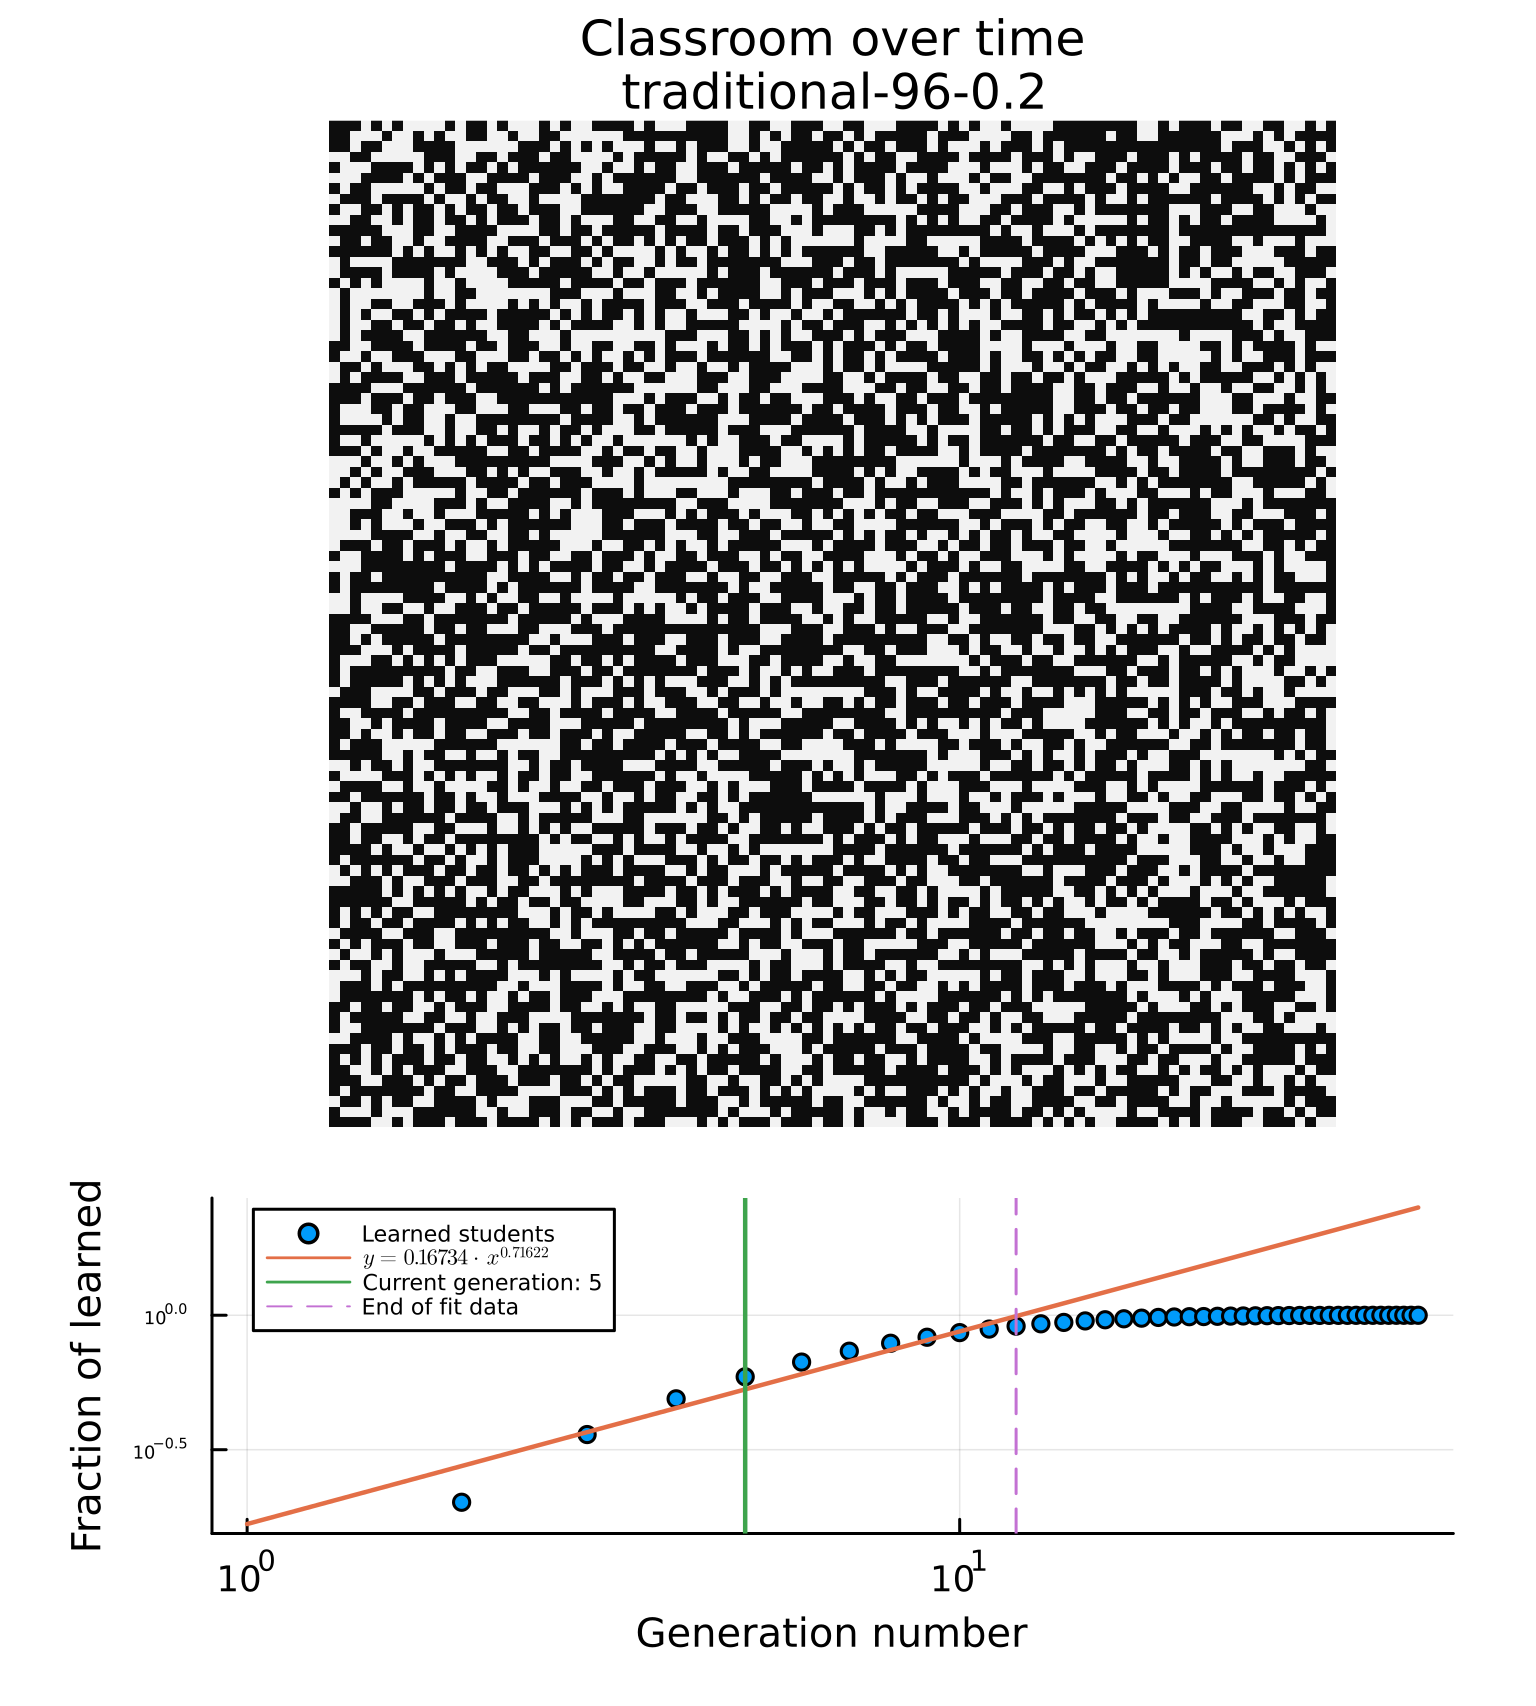 Classroom over time
traditional-96-0.2
Fraction of learned
10^0.0
10^−0.5
Learned students
y = 0.16734 · x^0.71622
Current generation: 5
End of fit data
10^0
10^1
Generation number